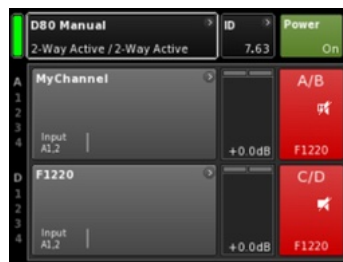 D80 Manual
2-Way Active / 2-Way Active
ID
7.63
Power
On
A
1
2
3
4
MyChannel
Input
A1,2
+0.0dB
A/B
F1220
D
1
2
3
4
F1220
Input
A1,2
+0.0dB
C/D
F1220